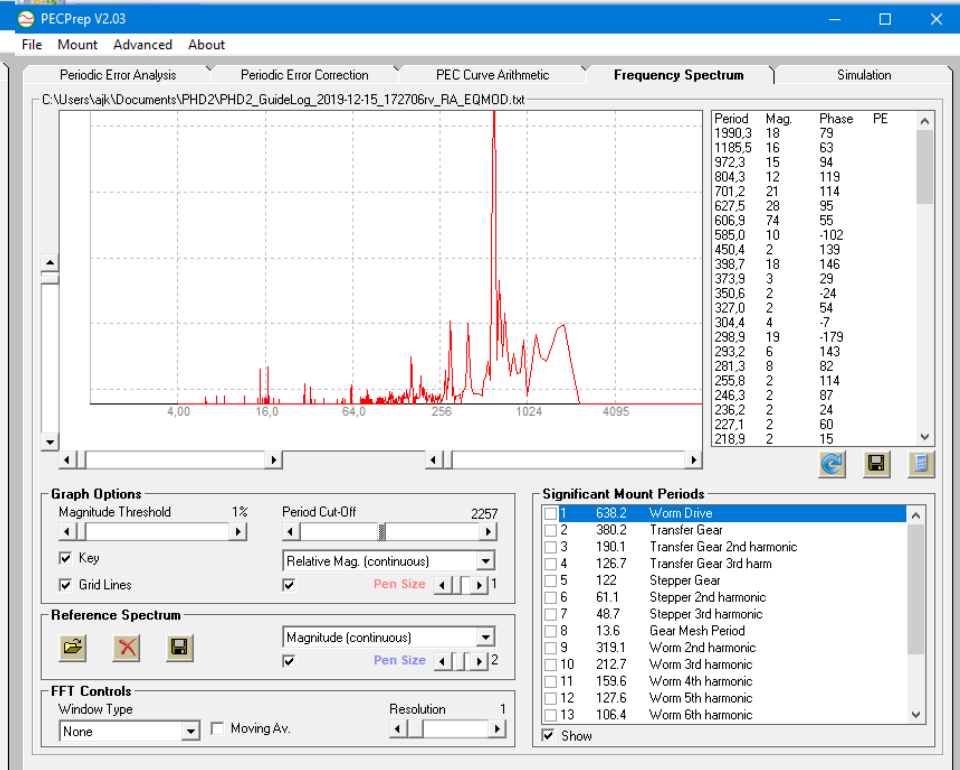 PECPrep V2.03
File Mount Advanced About
Periodic Error Analysis Periodic Error Correction PEC Curve Arithmetic Frequency Spectrum Simulation
C:\Users\ajk\Documents\PHD2\PHD2_GuideLog_2019-12-15_172706rv_RA_EQMOD.txt
4,00 16,0 64,0 256 1024 4095
Period Mag. Phase PE
1990,3 18 79
1185,5 16 63
972,3 15 94
804,3 12 119
701,2 21 114
627,5 28 95
606,9 74 55
585,0 10 -102
450,4 2 139
398,7 18 146
373,9 3 29
350,6 2 -24
327,0 2 54
304,4 4 -7
298,9 19 -179
293,2 6 143
281,3 8 82
255,8 2 114
246,3 2 87
236,2 2 24
227,1 2 60
218,9 2 15
Graph Options
Magnitude Threshold 1%
Period Cut-Off 2257
Key
Relative Mag. (continuous)
Grid Lines
Pen Size 1
Reference Spectrum
Magnitude (continuous)
Pen Size 2
FFT Controls
Window Type
None
Moving Av.
Resolution 1
Significant Mount Periods
1 638.2 Worm Drive
2 380.2 Transfer Gear
3 190.1 Transfer Gear 2nd harmonic
4 126.7 Transfer Gear 3rd harm
5 122 Stepper Gear
6 61.1 Stepper 2nd harmonic
7 48.7 Stepper 3rd harmonic
8 13.6 Gear Mesh Period
9 319.1 Worm 2nd harmonic
10 212.7 Worm 3rd harmonic
11 159.6 Worm 4th harmonic
12 127.6 Worm 5th harmonic
13 106.4 Worm 6th harmonic
Show